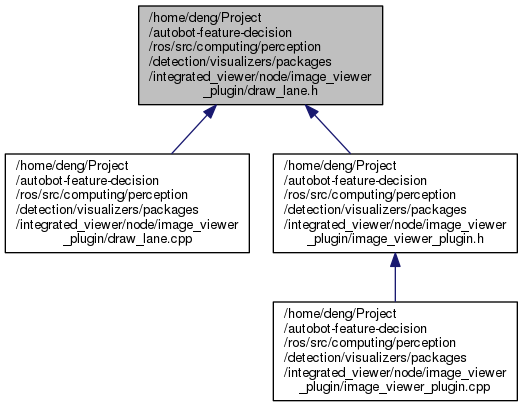 /home/deng/Project
/autobot-feature-decision
/ros/src/computing/perception
/detection/visualizers/packages
/integrated_viewer/node/image_viewer
_plugin/draw_lane.h
/home/deng/Project
/autobot-feature-decision
/ros/src/computing/perception
/detection/visualizers/packages
/integrated_viewer/node/image_viewer
_plugin/draw_lane.cpp
/home/deng/Project
/autobot-feature-decision
/ros/src/computing/perception
/detection/visualizers/packages
/integrated_viewer/node/image_viewer
_plugin/image_viewer_plugin.h
/home/deng/Project
/autobot-feature-decision
/ros/src/computing/perception
/detection/visualizers/packages
/integrated_viewer/node/image_viewer
_plugin/image_viewer_plugin.cpp